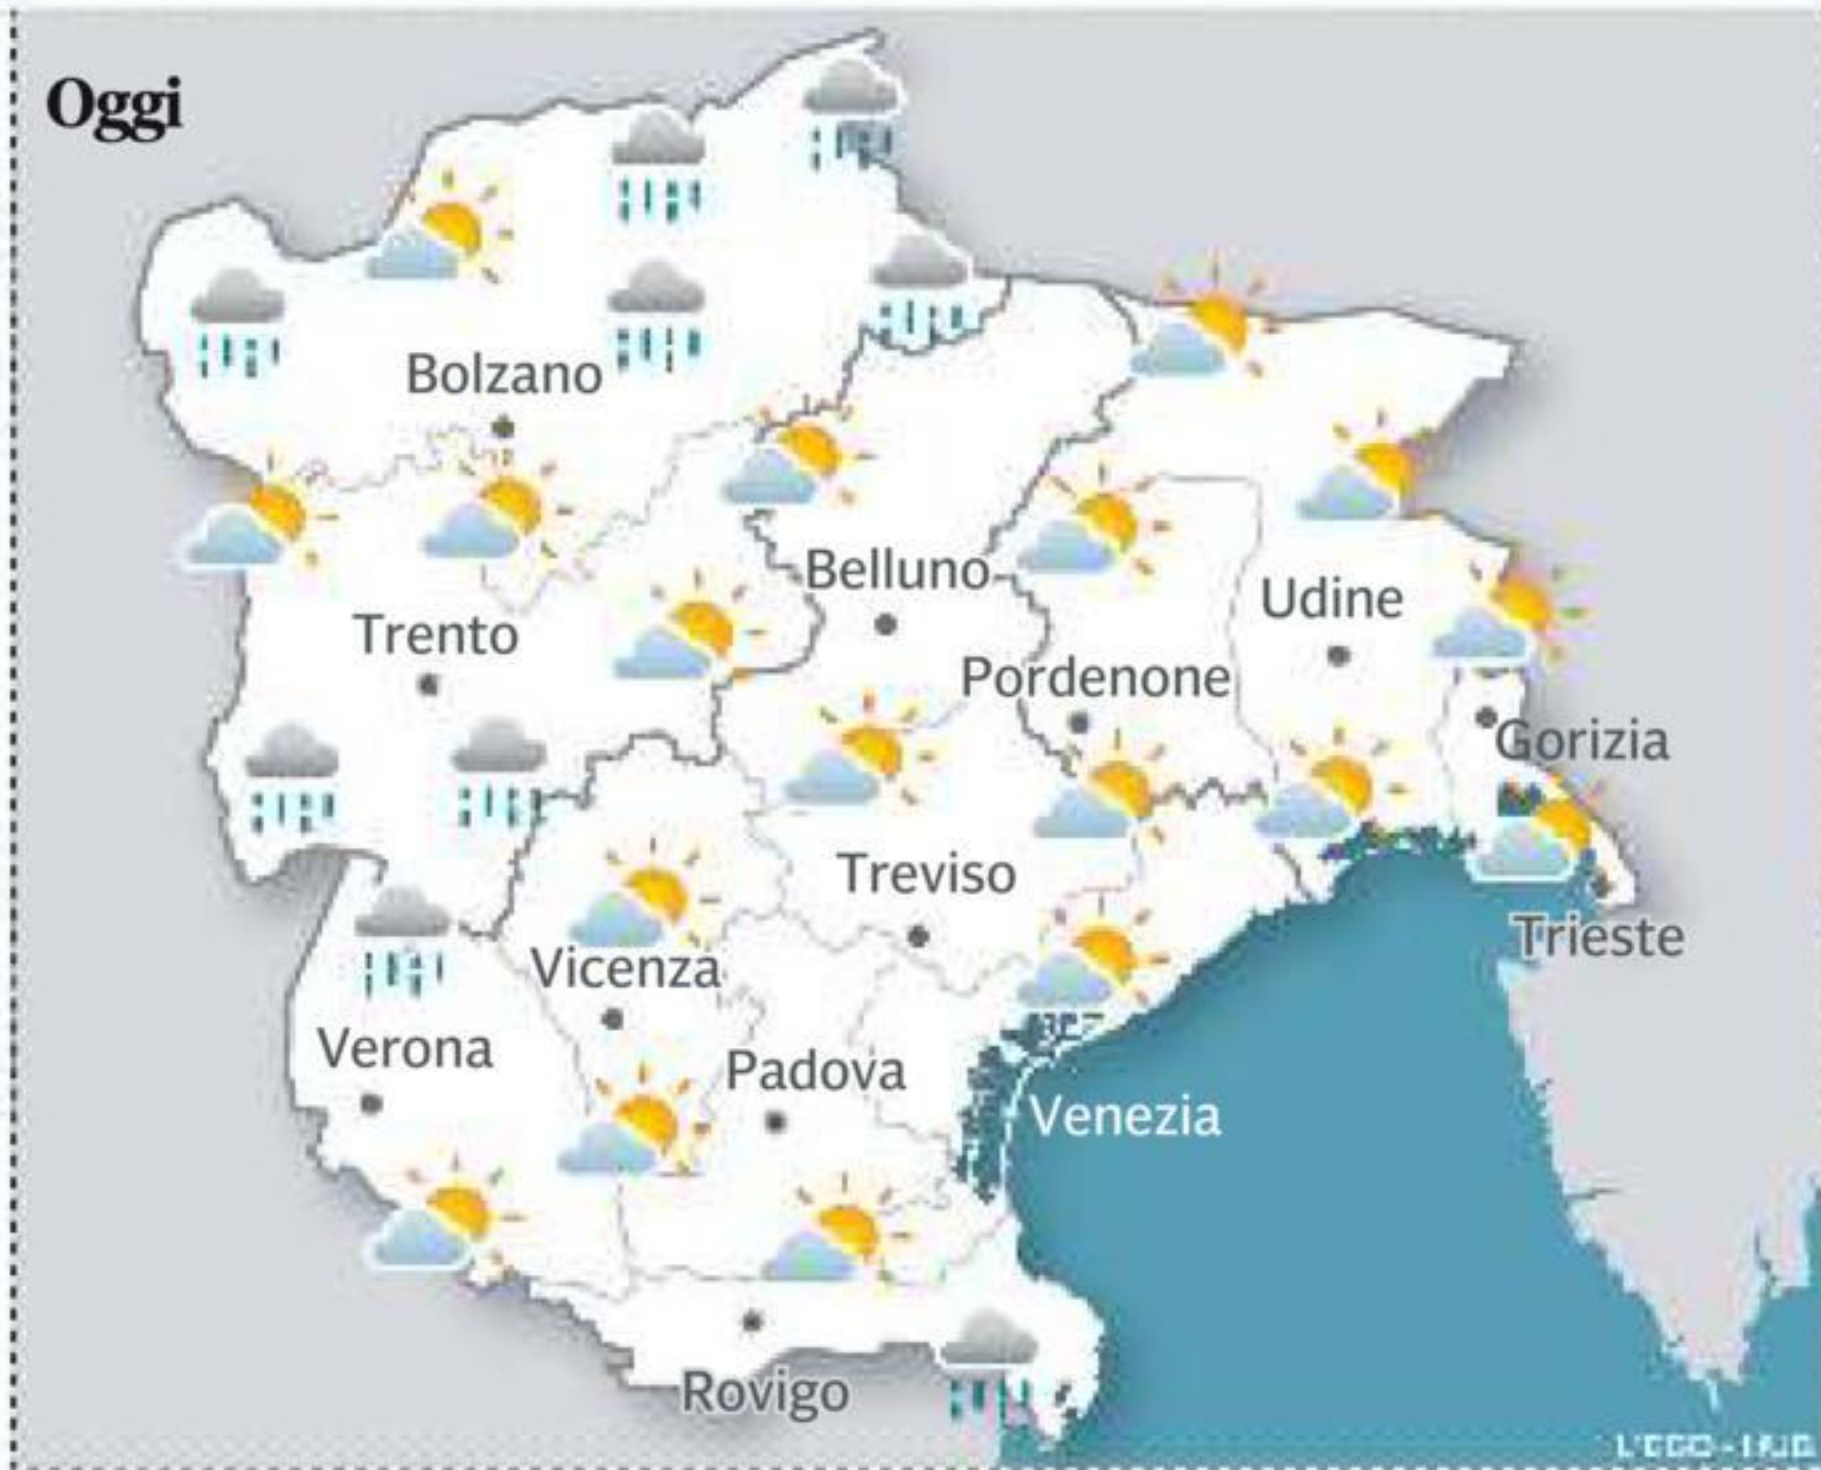 Oggi
Bolzano
Belluno
Udine
Trento
Pordenone
Gorizia
Treviso
Trieste
Vicenza
Verona
Padova
Venezia
Rovigo